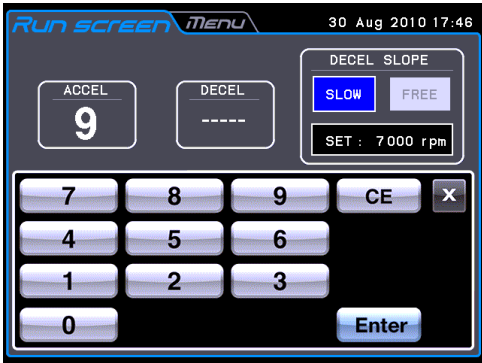 Run screen Menu 30 Aug 2010 17:46
ACCEL DECEL DECEL SLOPE
9 ----- SLOW FREE
SET : 7000 rpm
7 8 9 CE X
4 5 6
1 2 3
0 Enter